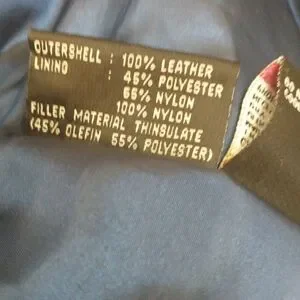 OUTERSHELL : 100% LEATHER
LINING : 45% POLYESTER
55% NYLON
100% NYLON
FILLER MATERIAL THINSULATE
(45% OLEFIN 55% POLYESTER)